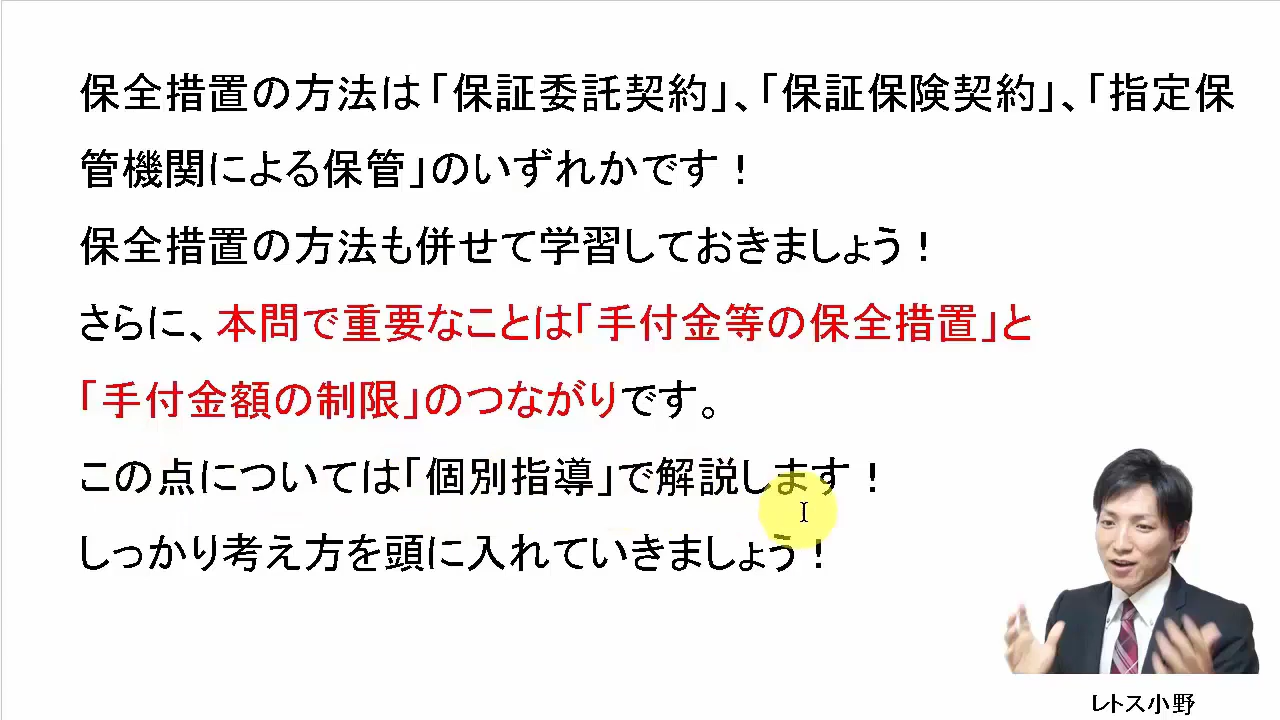 保全措置の方法は「保証委託契約」、「保証保険契約」、「指定保
管機関による保管」のいずれかです！
保全措置の方法も併せて学習しておきましょう！
さらに、本問で重要なことは「手付金等の保全措置」と
「手付金額の制限」のつながりです。
この点については「個別指導」で解説します！
しっかり考え方を頭に入れていきましょう！
レトス小野